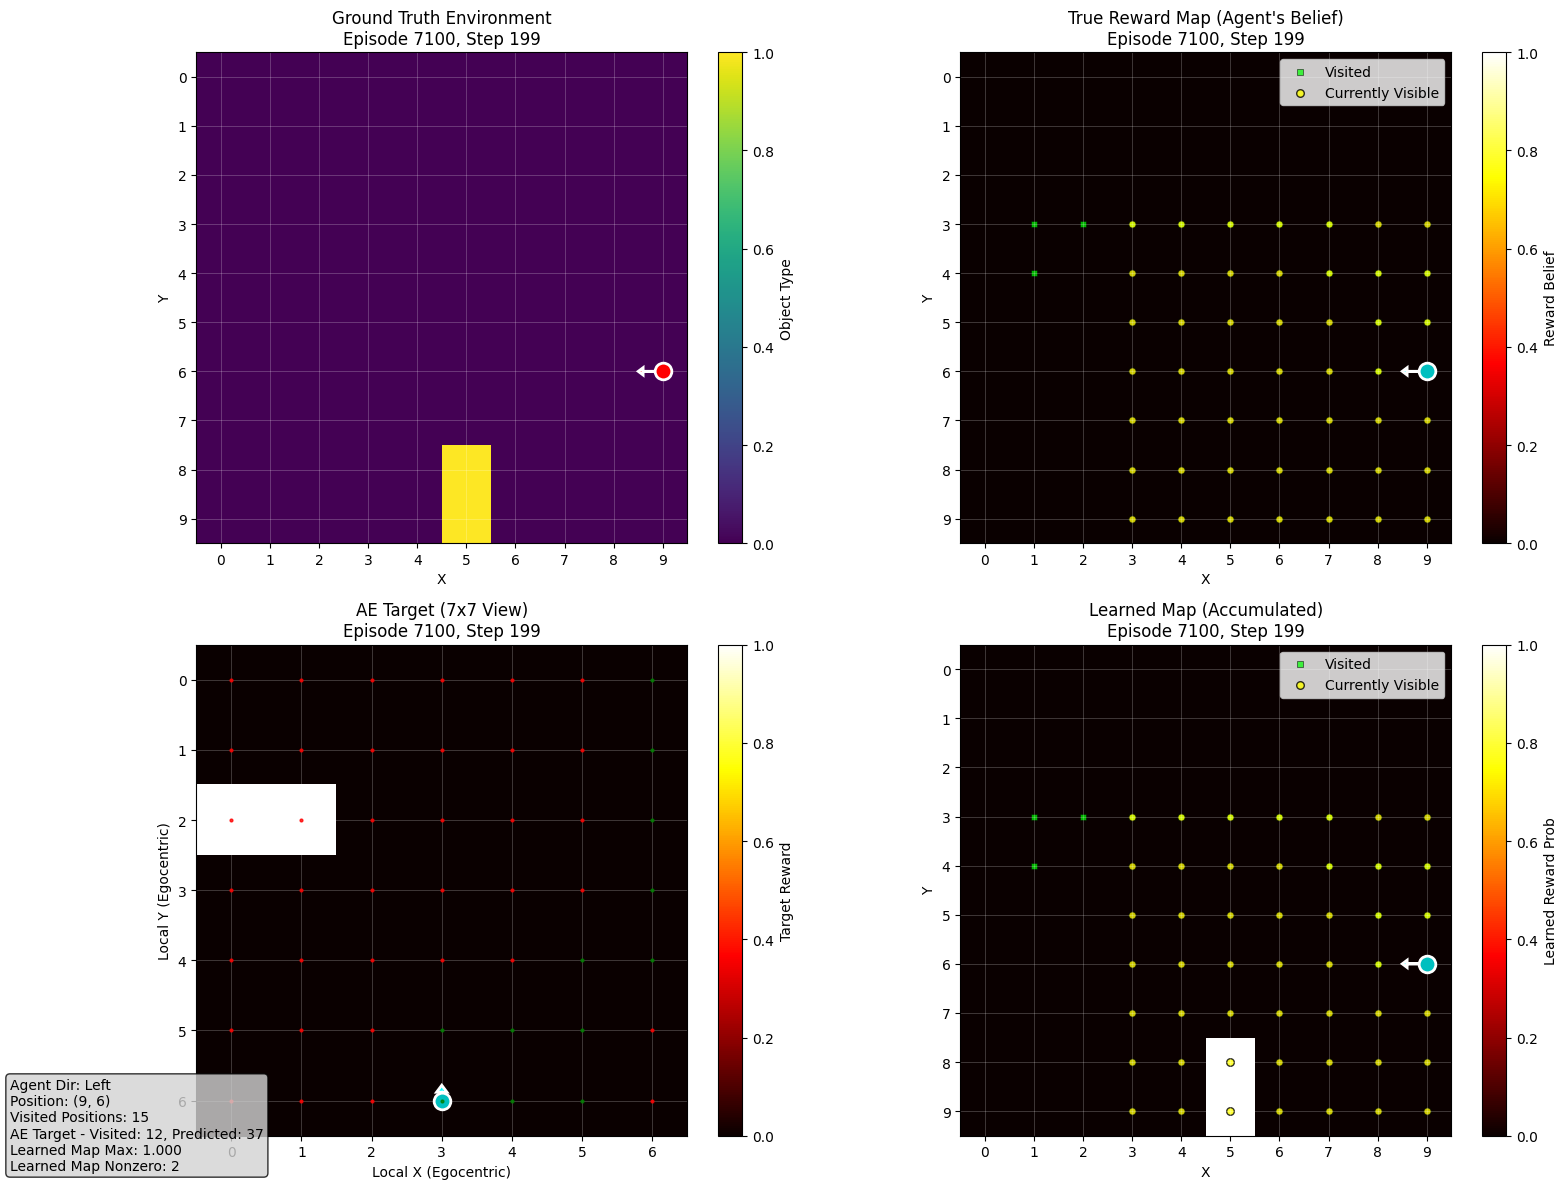 Ground Truth Environment
Episode 7100, Step 199
0
1
2
3
4
5
6
7
8
9
Y
0 1 2 3 4 5 6 7 8 9
X
1.0
0.8
0.6
0.4
0.2
0.0
Object Type
True Reward Map (Agent's Belief)
Episode 7100, Step 199
Visited
Currently Visible
0
1
2
3
4
5
6
7
8
9
Y
0 1 2 3 4 5 6 7 8 9
X
1.0
0.8
0.6
0.4
0.2
0.0
Reward Belief
AE Target (7x7 View)
Episode 7100, Step 199
0
1
2
3
4
5
6
Local Y (Egocentric)
0 1 2 3 4 5 6
Local X (Egocentric)
1.0
0.8
0.6
0.4
0.2
0.0
Target Reward
Agent Dir: Left
Position: (9, 6)
Visited Positions: 15
AE Target - Visited: 12, Predicted: 37
Learned Map Max: 1.000
Learned Map Nonzero: 2
Learned Map (Accumulated)
Episode 7100, Step 199
Visited
Currently Visible
0
1
2
3
4
5
6
7
8
9
Y
0 1 2 3 4 5 6 7 8 9
X
1.0
0.8
0.6
0.4
0.2
0.0
Learned Reward Prob